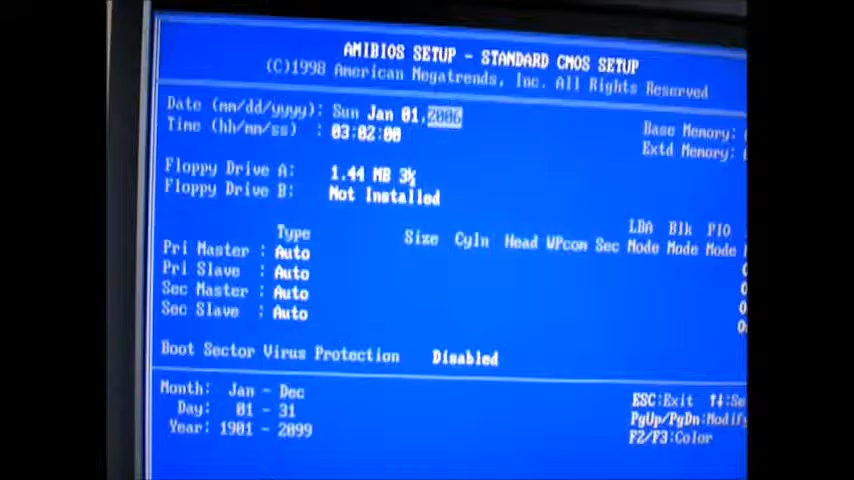 AMIBIOS SETUP - STANDARD CMOS SETUP
(C)1998 American Megatrends, Inc. All Rights Reserved
Date (mm/dd/yyyy): Sun Jan 01,2006
Time (hh/mm/ss) : 03:02:00
Base Memory:
Extd Memory:
Floppy Drive A: 1.44 MB 3½
Floppy Drive B: Not Installed
LBA Blk PIO
Type Size Cyln Head WPcom Sec Mode Mode Mode
Pri Master : Auto
Pri Slave : Auto
Sec Master : Auto
Sec Slave : Auto
Boot Sector Virus Protection Disabled
Month: Jan - Dec
Day: 01 - 31
Year: 1901 - 2099
ESC:Exit ↑↓:Se
PgUp/PgDn:Modify
F2/F3:Color